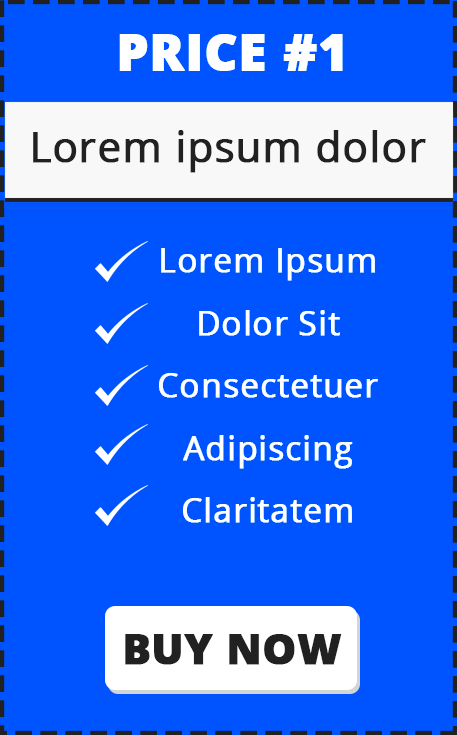 PRICE #1
Lorem ipsum dolor
Lorem Ipsum
Dolor Sit
Consectetuer
Adipiscing
Claritatem
BUY NOW